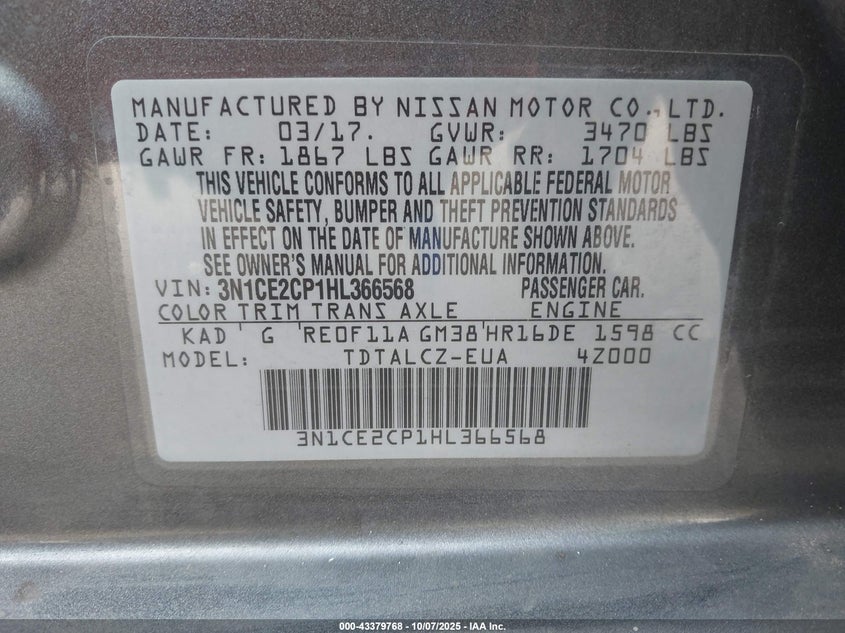 MANUFACTURED BY NISSAN MOTOR CO., LTD.
DATE: 03/17. GVWR: 3470 LBS
GAWR FR: 1867 LBS GAWR RR: 1704 LBS
THIS VEHICLE CONFORMS TO ALL APPLICABLE FEDERAL MOTOR
VEHICLE SAFETY, BUMPER AND THEFT PREVENTION STANDARDS
IN EFFECT ON THE DATE OF MANUFACTURE SHOWN ABOVE.
SEE OWNER'S MANUAL FOR ADDITIONAL INFORMATION.
VIN: 3N1CE2CP1HL366568 PASSENGER CAR.
COLOR TRIM TRANS AXLE ENGINE
KAD G RE0F11A GM38 HR16DE 1598 CC
MODEL: TDTALCZ-EUA 4Z000
3N1CE2CP1HL366568
000-43379768 - 10/07/2025 - IAA Inc.